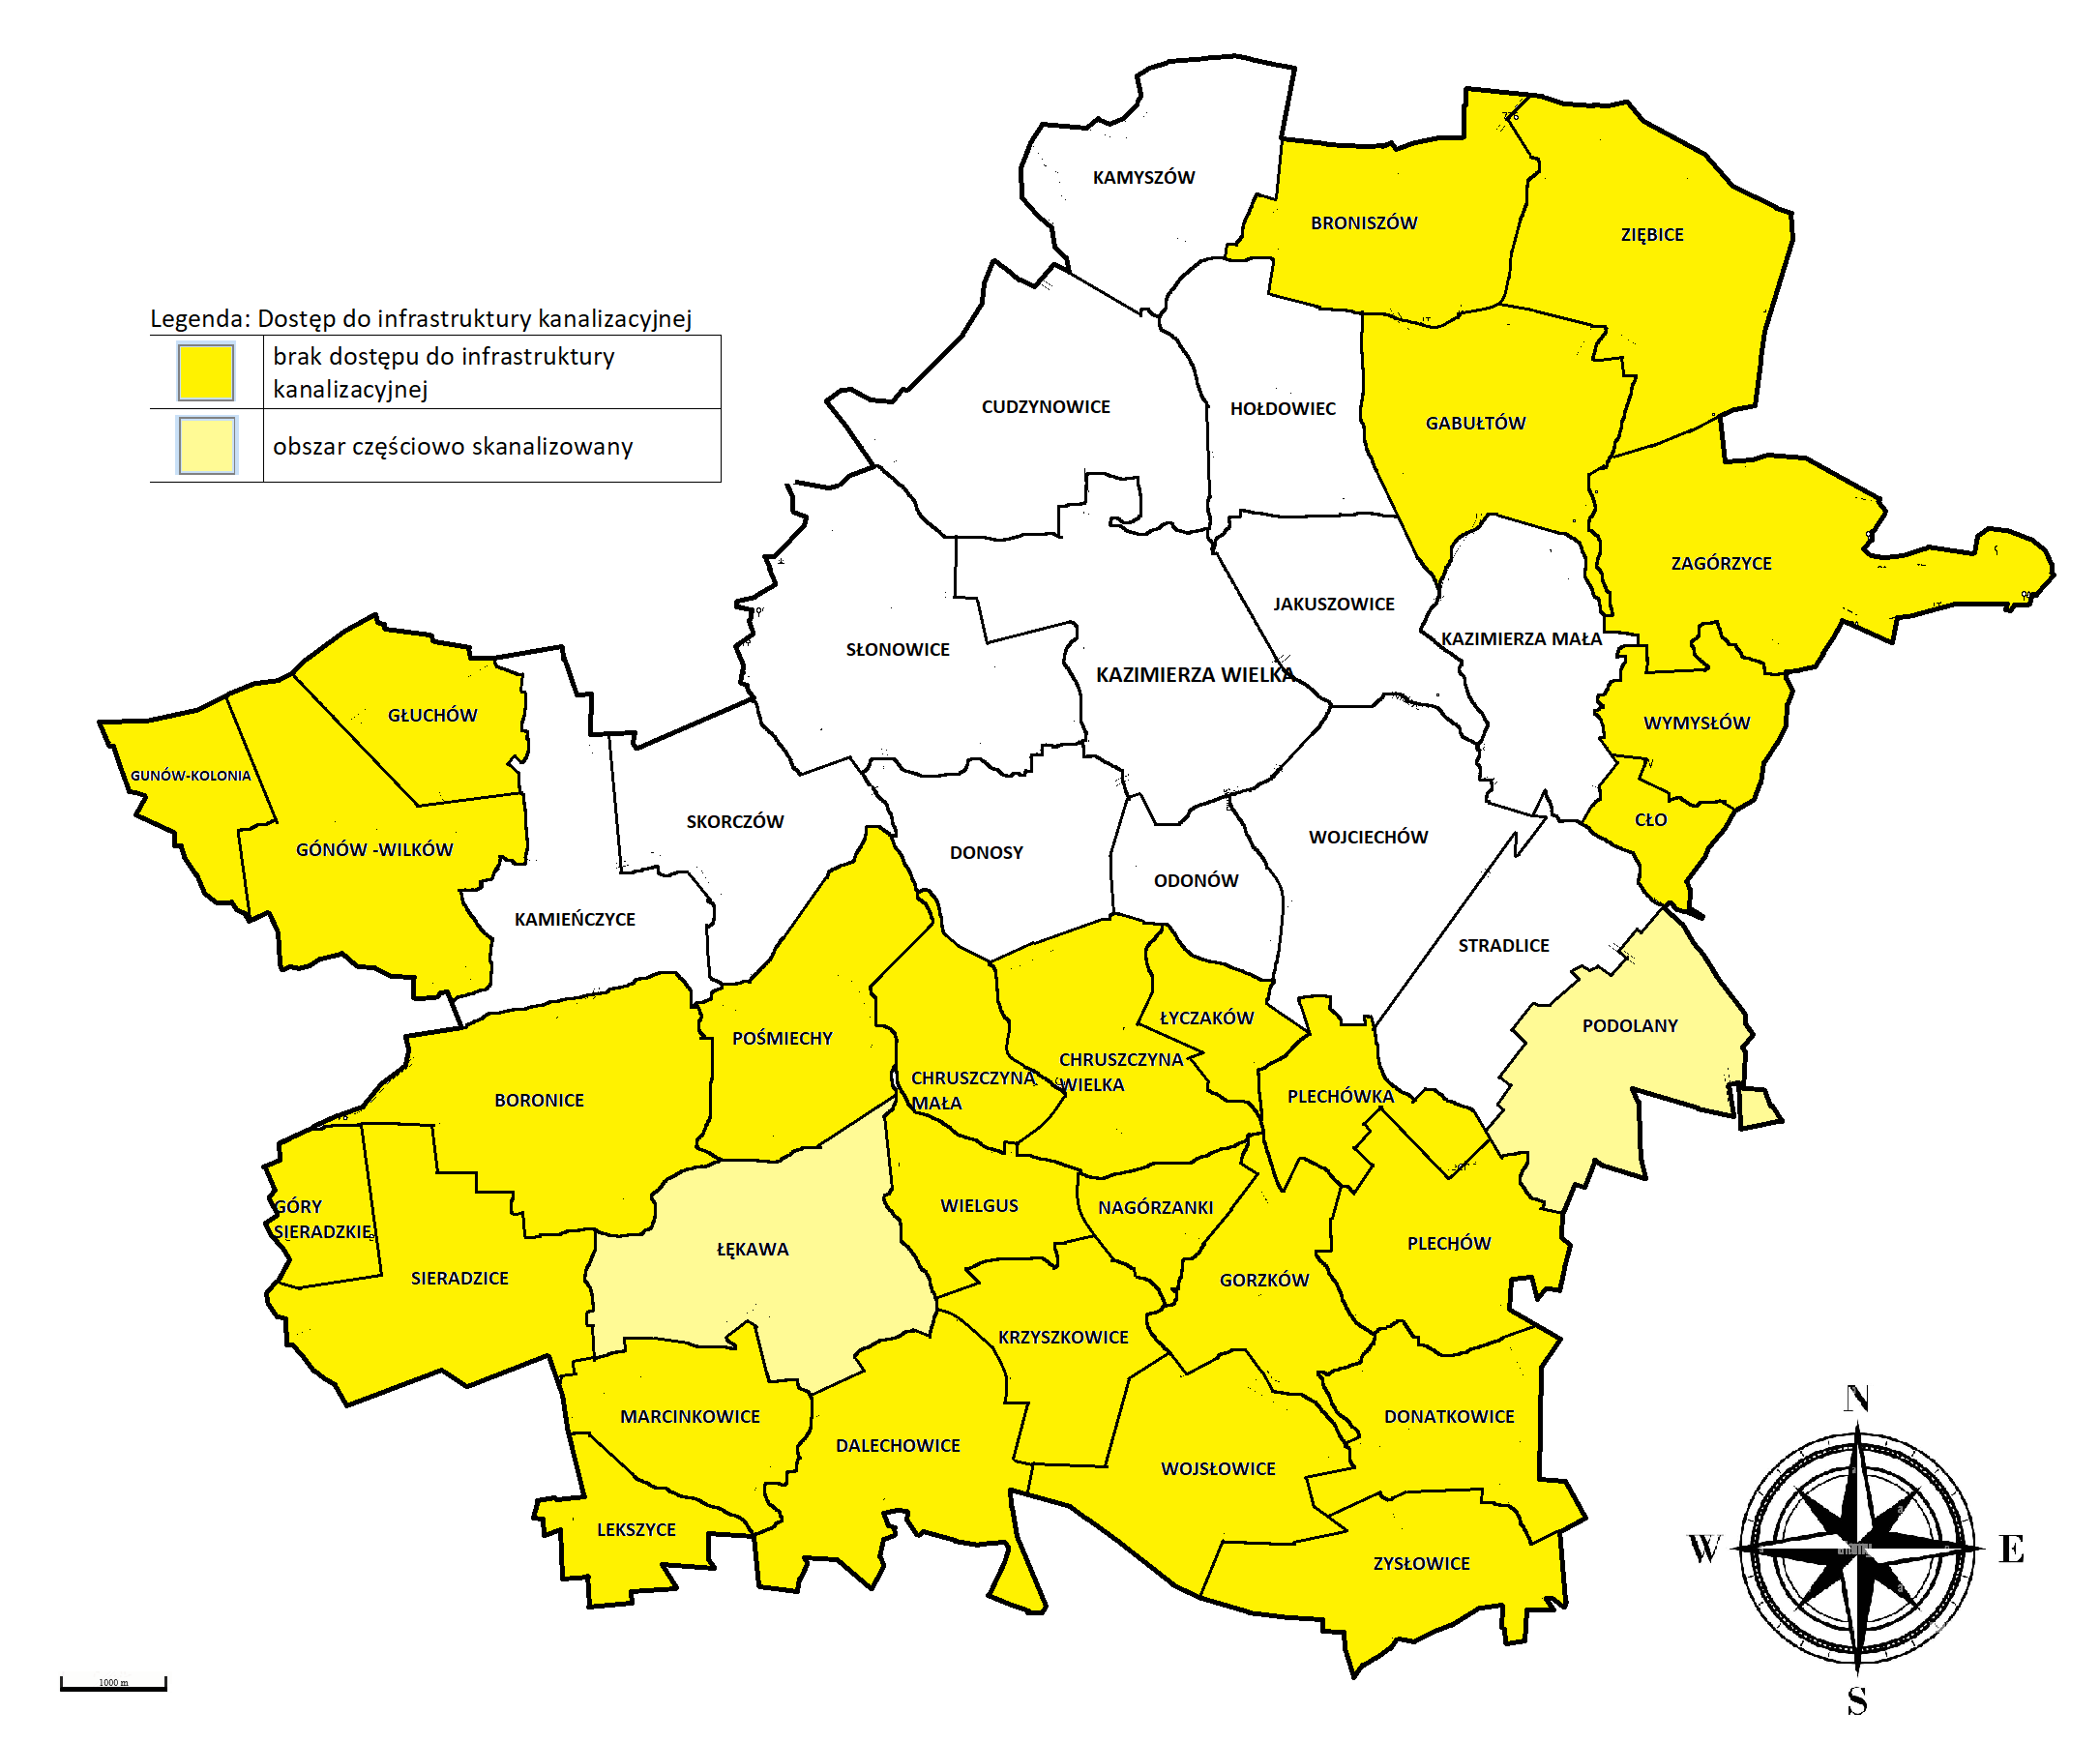 KAMYSZÓW
BRONISZÓW
ZIĘBICE
Legenda: Dostęp do infrastruktury kanalizacyjnej
brak dostępu do infrastruktury
kanalizacyjnej
obszar częściowo skanalizowany
CUDZYNOWICE
HOŁDOWIEC
GABUŁTÓW
ZAGÓRZYCE
JAKUSZOWICE
KAZIMIERZA MAŁA
SŁONOWICE
KAZIMIERZA WIELKA
GŁUCHÓW
WYMYSŁÓW
GUNÓW-KOLONIA
SKORCZÓW
CŁO
WOJCIECHÓW
GÓNÓW -WILKÓW
DONOSY
ODONÓW
KAMIEŃCZYCE
STRADLICE
ŁYCZAKÓW
PODOLANY
POŚMIECHY
CHRUSZCZYNA
WIELKA
CHRUSZCZYNA
MAŁA
PLECHÓWKA
BORONICE
GÓRY
SIERADZKIE
WIELGUS
NAGÓRZANKI
PLECHÓW
ŁĘKAWA
SIERADZICE
GORZKÓW
KRZYSZKOWICE
MARCINKOWICE
DONATKOWICE
DALECHOWICE
WOJSŁOWICE
LEKSZYCE
ZYSŁOWICE
N
W
E
S
1000 m